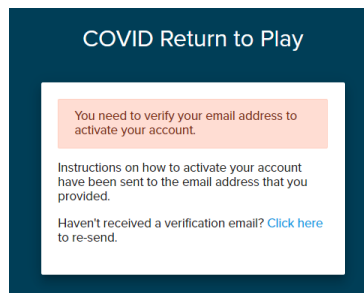 COVID Return to Play
You need to verify your email address to
activate your account.
Instructions on how to activate your account
have been sent to the email address that you
provided.
Haven't received a verification email? Click here
to re-send.